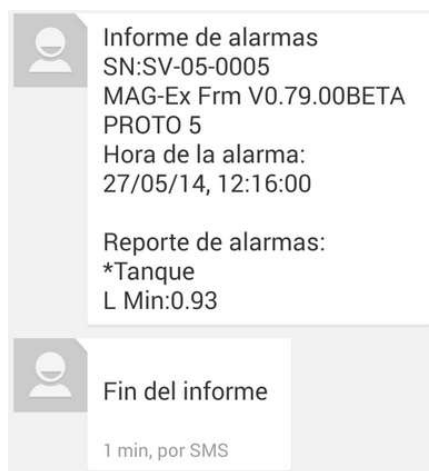 Informe de alarmas
SN:SV-05-0005
MAG-Ex Frm V0.79.00BETA
PROTO 5
Hora de la alarma:
27/05/14, 12:16:00
Reporte de alarmas:
*Tanque
L Min:0.93
Fin del informe
1 min, por SMS